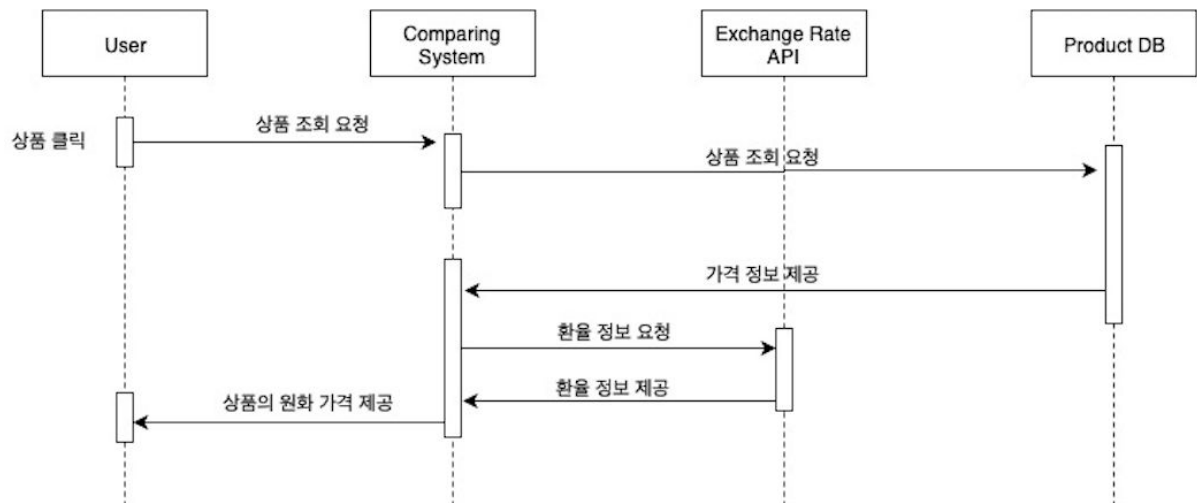 User
Comparing
System
Exchange Rate
API
Product DB
상품 클릭
상품 조회 요청
상품 조회 요청
가격 정보 제공
환율 정보 요청
환율 정보 제공
상품의 원화 가격 제공